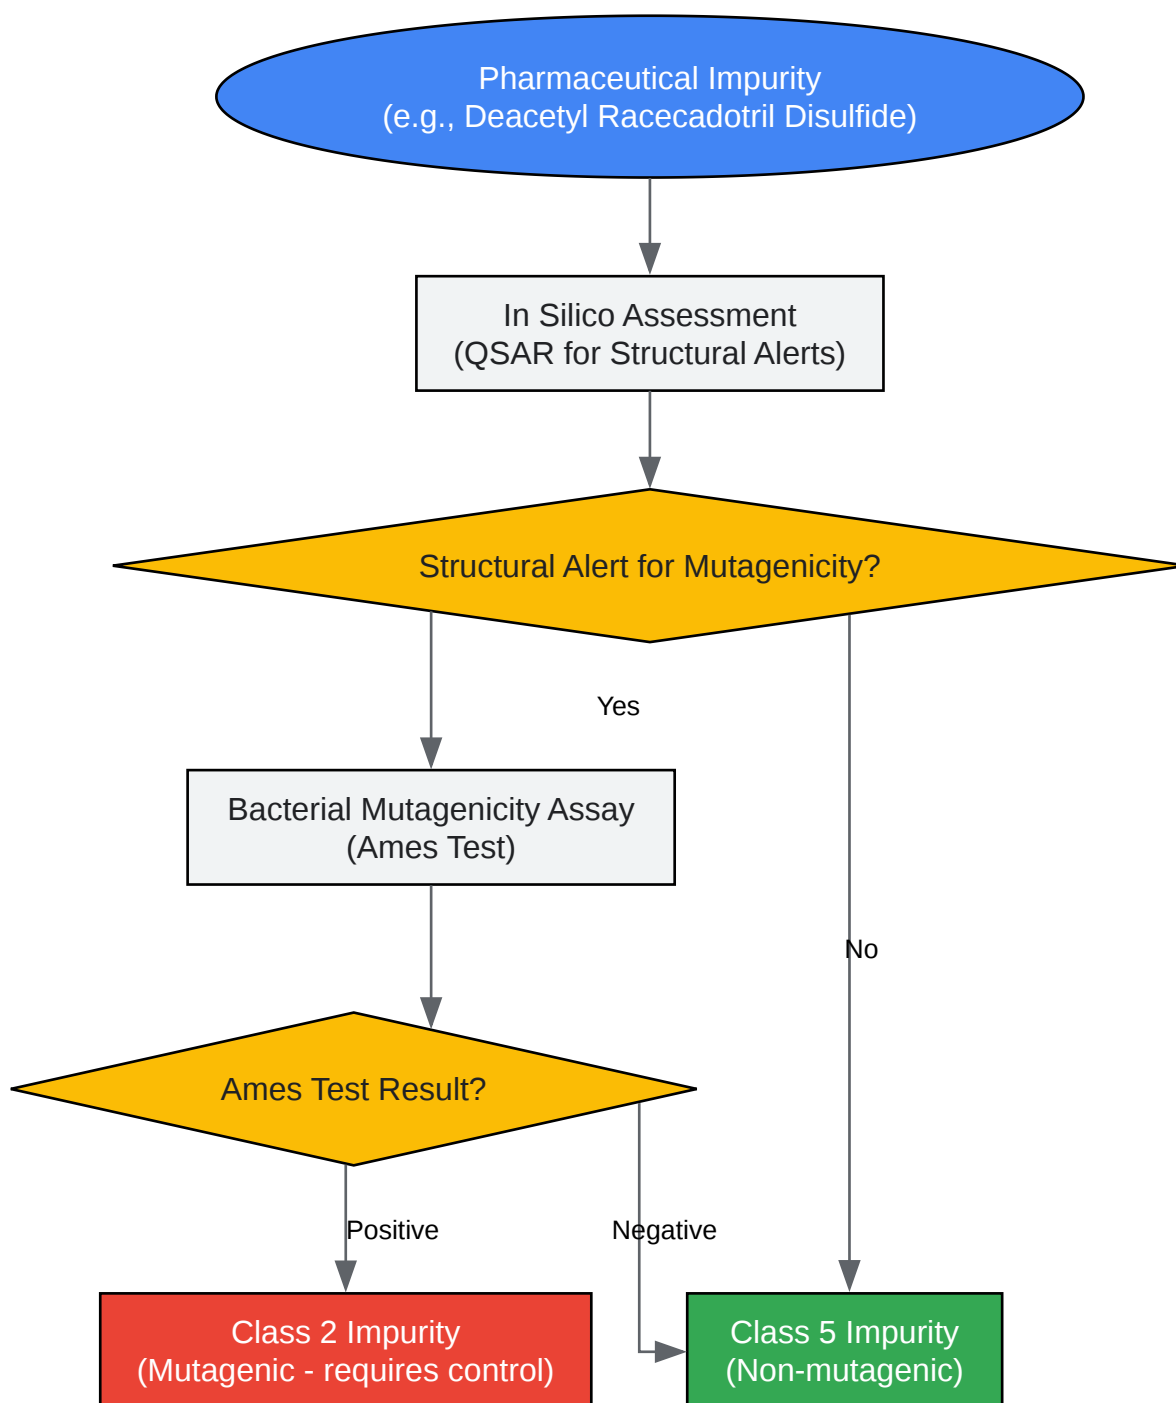 Pharmaceutical Impurity
(e.g., Deacetyl Racecadotril Disulfide)
In Silico Assessment
(QSAR for Structural Alerts)
Structural Alert for Mutagenicity?
Yes
Bacterial Mutagenicity Assay
(Ames Test)
No
Ames Test Result?
Positive
Negative
Class 2 Impurity
(Mutagenic - requires control)
Class 5 Impurity
(Non-mutagenic)